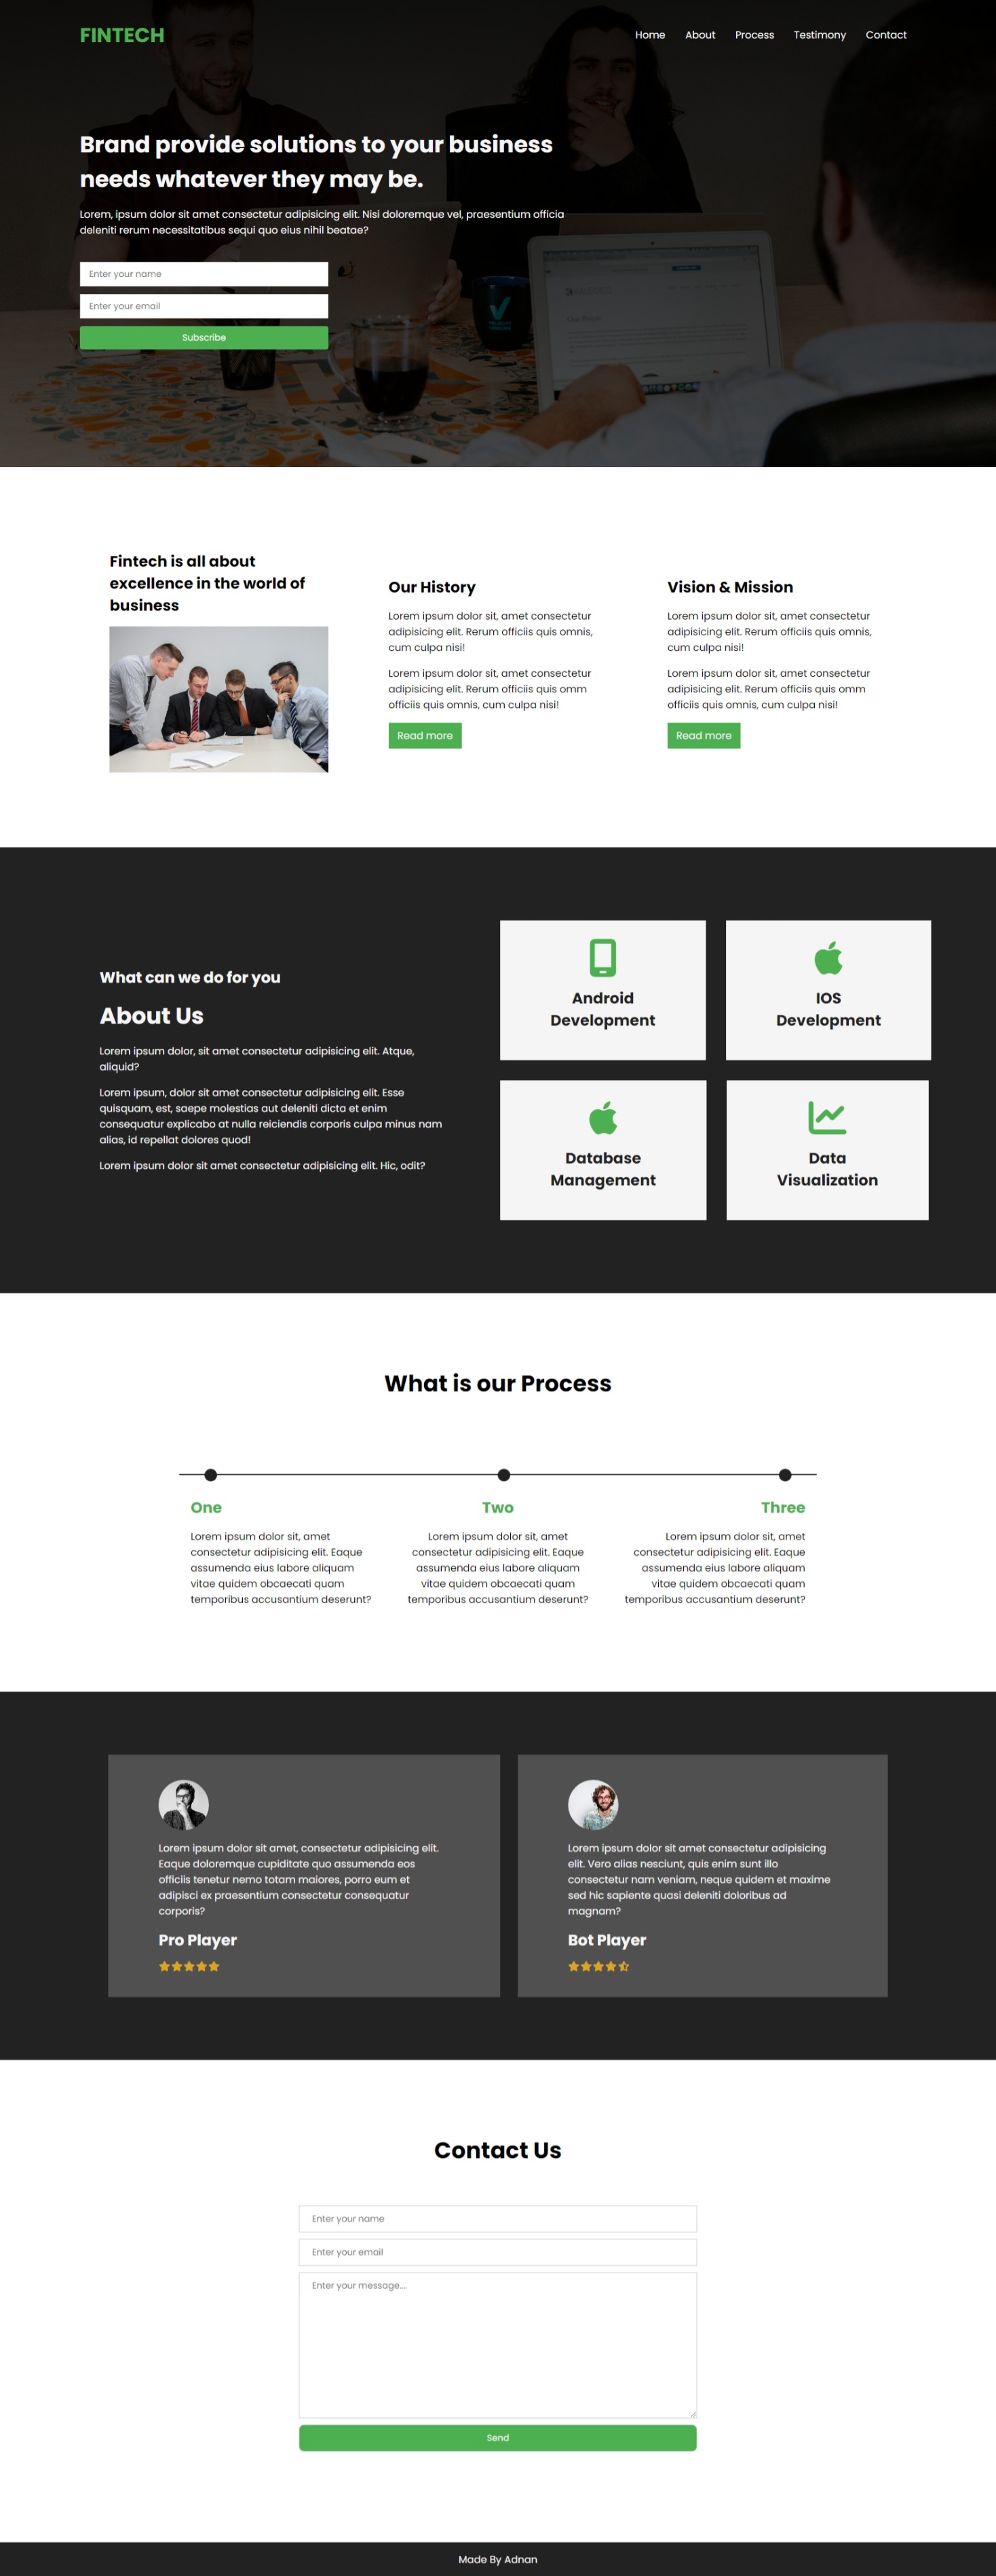 FINTECH
Home About Process Testimony Contact
Brand provide solutions to your business
needs whatever they may be.
Lorem, ipsum dolor sit amet consectetur adipisicing elit. Nisi doloremque vel, praesentium officia
deleniti rerum necessitatibus sequi quo eius nihil beatae?
Enter your name
Enter your email
Subscribe
Fintech is all about
excellence in the world of
business
Our History
Lorem ipsum dolor sit, amet consectetur
adipisicing elit. Rerum officiis quis omnis,
cum culpa nisi!
Lorem ipsum dolor sit, amet consectetur
adipisicing elit. Rerum officiis quis omm
officiis quis omnis, cum culpa nisi!
Read more
Vision & Mission
Lorem ipsum dolor sit, amet consectetur
adipisicing elit. Rerum officiis quis omnis,
cum culpa nisi!
Lorem ipsum dolor sit, amet consectetur
adipisicing elit. Rerum officiis quis omm
officiis quis omnis, cum culpa nisi!
Read more
What can we do for you
About Us
Lorem ipsum dolor, sit amet consectetur adipisicing elit. Atque,
aliquid?
Lorem ipsum, dolor sit amet consectetur adipisicing elit. Esse
quisquam, est, saepe molestias aut deleniti dicta et enim
consequatur explicabo at nulla reiciendis corporis culpa minus nam
alias, id repellat dolores quod!
Lorem ipsum dolor sit amet consectetur adipisicing elit. Hic, odit?
Android
Development
IOS
Development
Database
Management
Data
Visualization
What is our Process
One
Lorem ipsum dolor sit, amet
consectetur adipisicing elit. Eaque
assumenda eius labore aliquam
vitae quidem obcaecati quam
temporibus accusantium deserunt?
Two
Lorem ipsum dolor sit, amet
consectetur adipisicing elit. Eaque
assumenda eius labore aliquam
vitae quidem obcaecati quam
temporibus accusantium deserunt?
Three
Lorem ipsum dolor sit, amet
consectetur adipisicing elit. Eaque
assumenda eius labore aliquam
vitae quidem obcaecati quam
temporibus accusantium deserunt?
Lorem ipsum dolor sit amet, consectetur adipisicing elit.
Eaque doloremque cupiditate quo assumenda eos
officiis tenetur nemo totam maiores, porro eum et
adipisci ex praesentium consectetur consequatur
corporis?
Pro Player
Lorem ipsum dolor sit amet consectetur adipisicing
elit. Vero alias nesciunt, quis enim sunt illo
consectetur nam veniam, neque quidem et maxime
sed hic sapiente quasi deleniti doloribus ad
magnam?
Bot Player
Contact Us
Enter your name
Enter your email
Enter your message....
Send
Made By Adnan